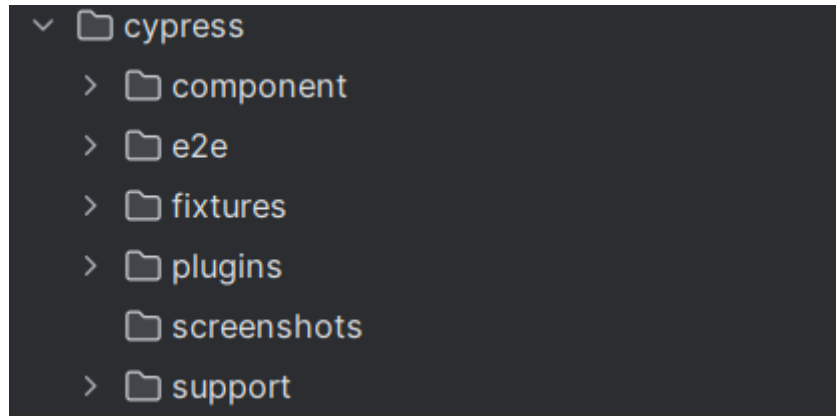 cypress
component
e2e
fixtures
plugins
screenshots
support